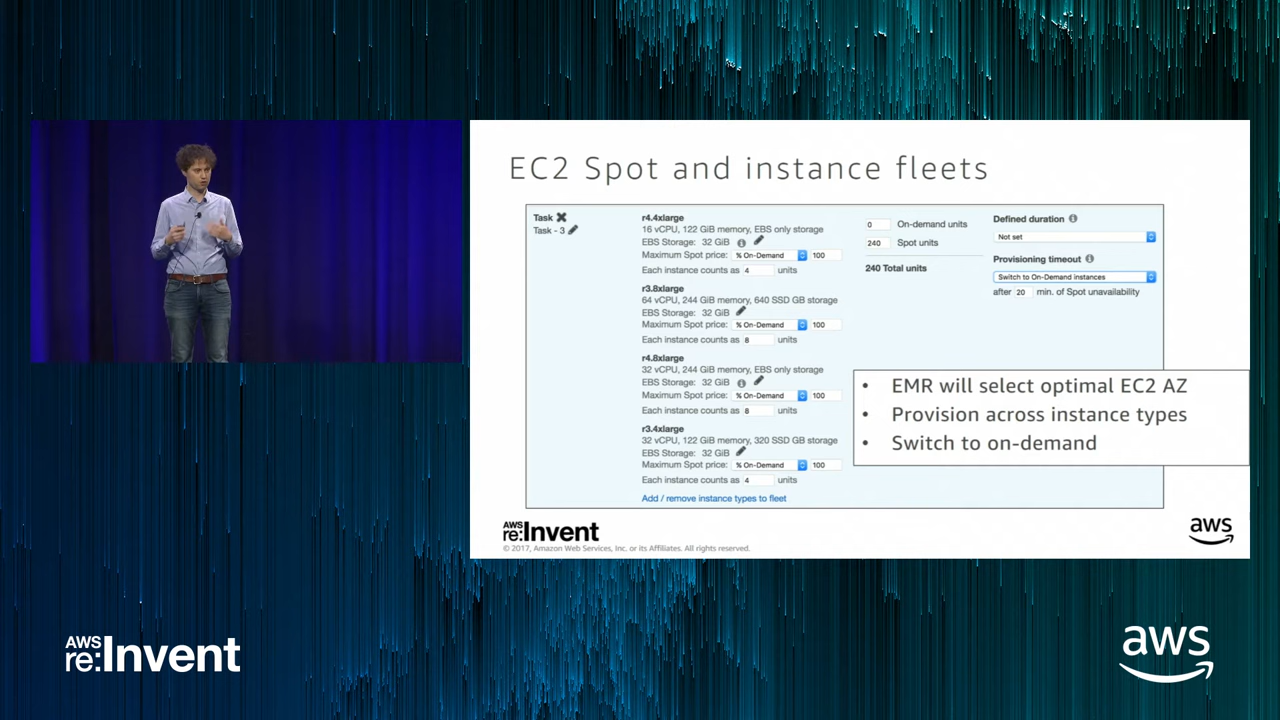 EC2 Spot and instance fleets
Task ✖
Task - 3
r4.4xlarge
16 vCPU, 122 GiB memory, EBS only storage
EBS Storage: 32 GiB
Maximum Spot price: % On-Demand 100
Each instance counts as 4 units
r3.8xlarge
64 vCPU, 244 GiB memory, 640 SSD GB storage
EBS Storage: 32 GiB
Maximum Spot price: % On-Demand 100
Each instance counts as 8 units
r4.8xlarge
32 vCPU, 244 GiB memory, EBS only storage
EBS Storage: 32 GiB
Maximum Spot price: % On-Demand 100
Each instance counts as 8 units
r3.4xlarge
32 vCPU, 122 GiB memory, 320 SSD GB storage
EBS Storage: 32 GiB
Maximum Spot price: % On-Demand 100
Each instance counts as 4 units
Add / remove instance types to fleet
0 On-demand units
240 Spot units
240 Total units
Defined duration
Not set
Provisioning timeout
Switch to On-Demand instances
after 20 min. of Spot unavailability
• EMR will select optimal EC2 AZ
• Provision across instance types
• Switch to on-demand
AWS
re:Invent
© 2017, Amazon Web Services, Inc. or its Affiliates. All rights reserved.
aws
AWS
re:Invent
aws